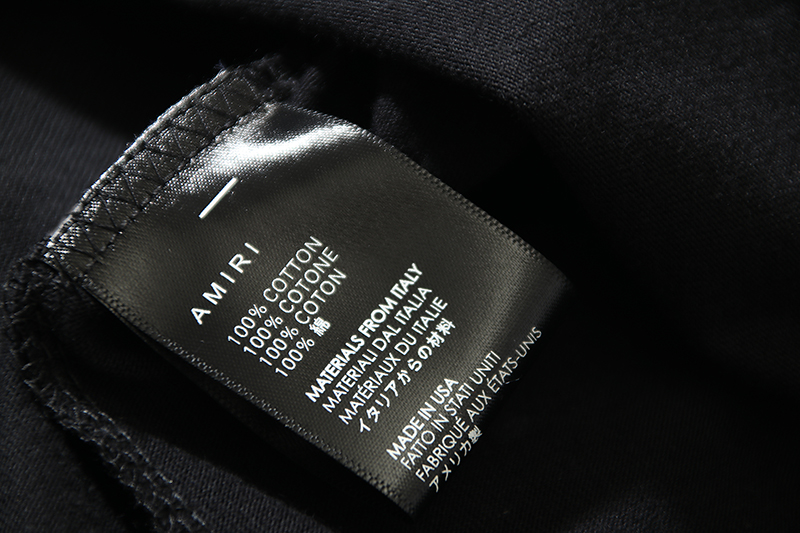 AMIRI
100% COTTON
100% COTONE
100% COTON
100% 綿
MATERIALS FROM ITALY
MATERIALI DAL ITALIA
MATÉRIAUX DU ITALIE
イタリアからの材料
MADE IN USA
FATTO IN STATI UNITI
FABRIQUÉ AUX ÉTATS-UNIS
アメリカ製